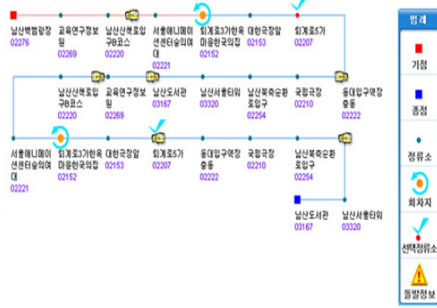 남산백범광장
02276
교육연구정보
원
02269
남산산책로입
구B코스
02220
서울애니메이
션센터숭의여
대
02221
퇴계로3가한옥
마을한국의집
02152
대한극장앞
02153
퇴계로5가
02207
남산산책로입
구B코스
02220
교육연구정보
원
02269
남산도서관
03167
남산서울타워
03320
남산북측순환
로입구
02254
국립극장
02210
동대입구역장
충동
02222
서울애니메이
션센터숭의여
대
02221
퇴계로3가한옥
마을한국의집
02152
대한극장앞
02153
퇴계로5가
02207
동대입구역장
충동
02222
국립극장
02210
남산북측순환
로입구
02254
남산도서관
03167
남산서울타워
03320
범례
기점
종점
정류소
회차지
선택정류소
돌발정보